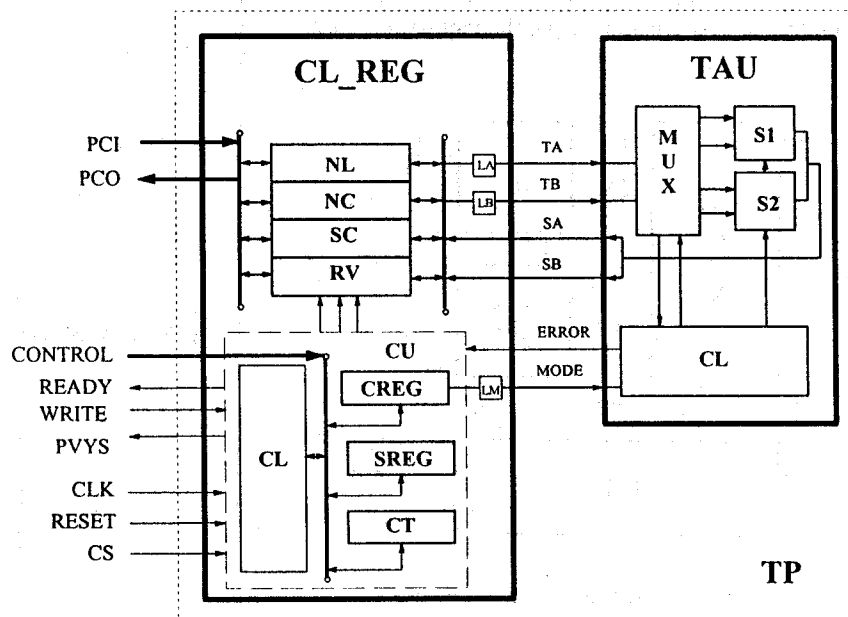 CL_REG
TAU
PCI
PCO
NL
NC
SC
RV
LA
LB
TA
TB
SA
SB
M
U
X
S1
S2
CONTROL
READY
WRITE
PVYS
CLK
RESET
CS
CU
CL
CREG
SREG
CT
LM
ERROR
MODE
CL
TP